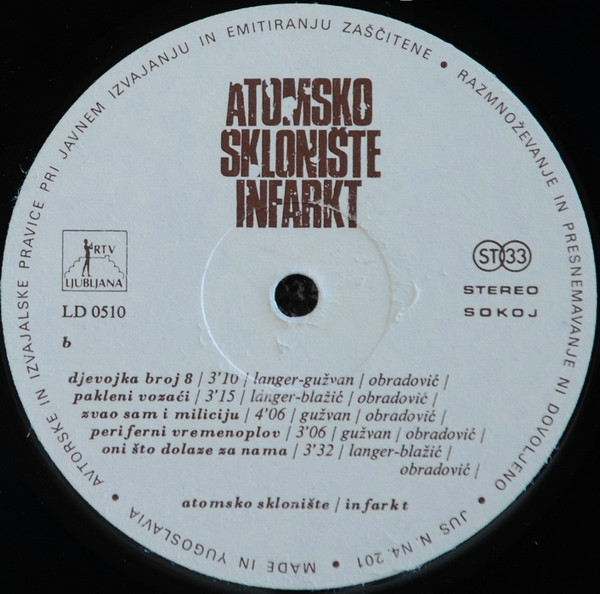 ATOMSKO
SKLONIŠTE
INFARKT
RTV
LJUBLJANA
LD 0510
b
ST 33
STEREO
SOKOJ
djevojka broj 8 | 3'10 | langer-gužvan | obradović |
pakleni vozaći | 3'15 | langer-blažić | obradović |
zvao sam i miliciju | 4'06 | gužvan | obradović |
periferni vremenoplov | 3'06 | gužvan | obradović |
oni što dolaze za nama | 3'32 | langer-blažić |
obradović |
atomsko sklonište | infarkt
AVTORSKE IN IZVAJALSKE PRAVICE PRI JAVNEM IZVAJANJU IN EMITIRANJU ZAŠČITENE • RAZMNOŽEVANJE IN PRESNEMAVANJE NI DOVOLJENO • JUS N. N4. 201 • MADE IN YUGOSLAVIA •